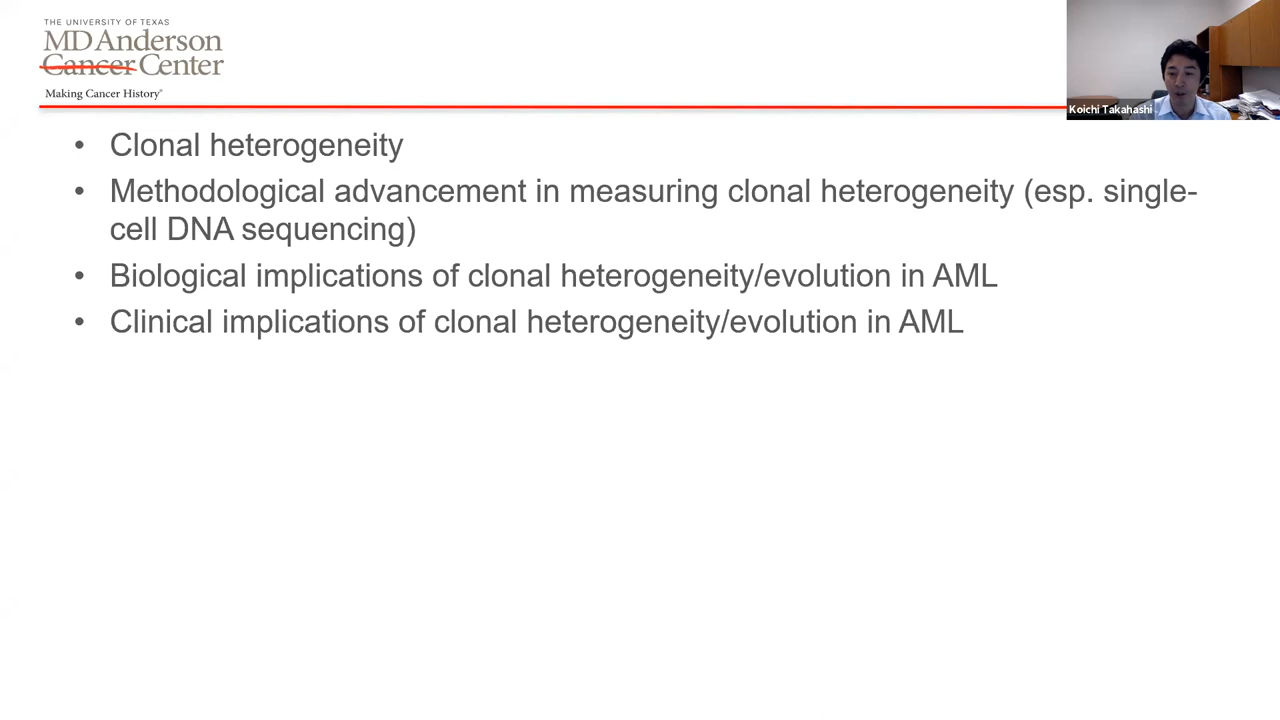 THE UNIVERSITY OF TEXAS
MD Anderson
Cancer Center
Making Cancer History®
Koichi Takahashi
• Clonal heterogeneity
• Methodological advancement in measuring clonal heterogeneity (esp. single-
cell DNA sequencing)
• Biological implications of clonal heterogeneity/evolution in AML
• Clinical implications of clonal heterogeneity/evolution in AML